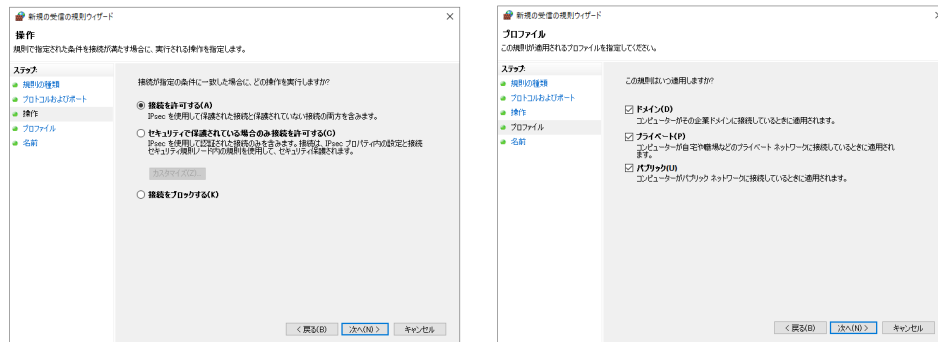 新規の受信の規則ウィザード
操作
規則で指定された条件を接続が満たす場合に、実行される操作を指定します。
ステップ:
規則の種類
プロトコルおよびポート
操作
プロファイル
名前
接続が指定の条件に一致した場合に、どの操作を実行しますか?
接続を許可する(A)
IPsec を使用して保護された接続と保護されていない接続の両方を含みます。
セキュリティで保護されている場合のみ接続を許可する(C)
IPsec を使用して認証された接続のみを含みます。接続は、IPsec プロパティ内の設定と接続
セキュリティ規則ノード内の規則を使用して、セキュリティ保護されます。
カスタマイズ(Z)...
接続をブロックする(K)
< 戻る(B)
次へ(N) >
キャンセル
新規の受信の規則ウィザード
プロファイル
この規則が適用されるプロファイルを指定してください。
ステップ:
規則の種類
プロトコルおよびポート
操作
プロファイル
名前
この規則はいつ適用しますか?
ドメイン(D)
コンピューターがその企業ドメインに接続しているときに適用されます。
プライベート(P)
コンピューターが自宅や職場などのプライベート ネットワークに接続しているときに適用され
ます。
パブリック(U)
コンピューターがパブリック ネットワークに接続しているときに適用されます。
< 戻る(B)
次へ(N) >
キャンセル